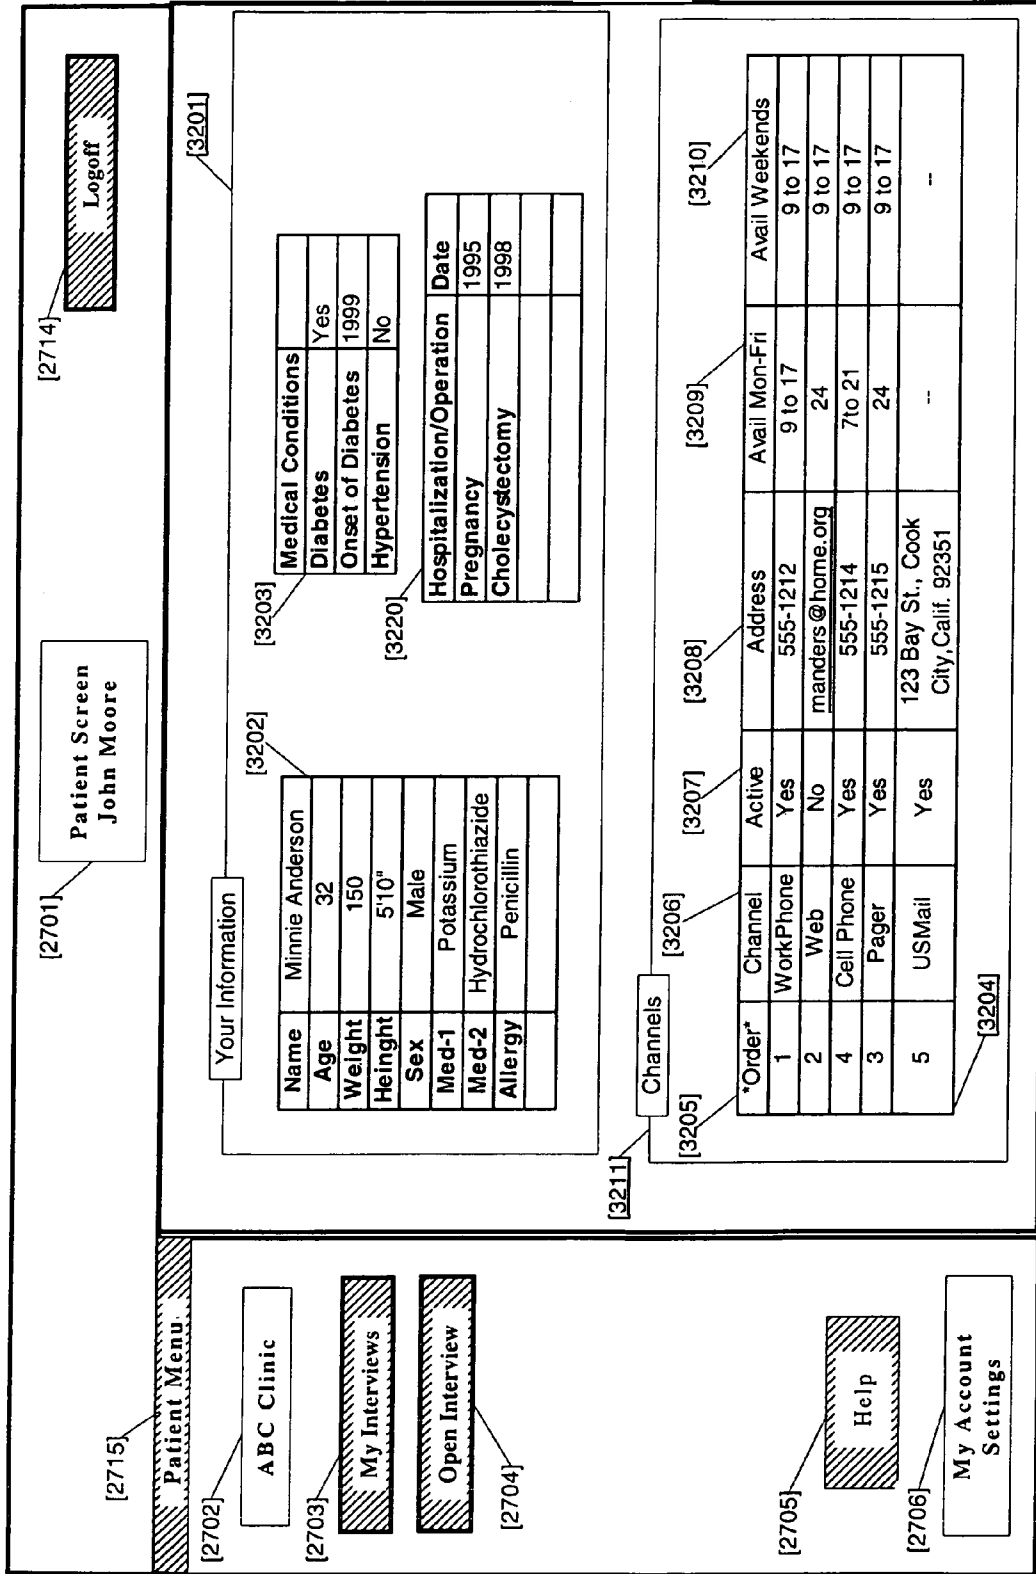 [2701]
Patient Screen
John Moore
[2714]
Logoff
[2715]
Patient Menu
[2702]
ABC Clinic
[2703]
My Interviews
Open Interview
[2704]
[2705]
Help
[2706]
My Account
Settings
[3201]
Your Information
[3202]
Name Minnie Anderson
Age 32
Weight 150
Heinght 5'10"
Sex Male
Med-1 Potassium
Med-2 Hydrochlorothiazide
Allergy Penicillin
[3203]
Medical Conditions
Diabetes Yes
Onset of Diabetes 1999
Hypertension No
[3220]
Hospitalization/Operation Date
Pregnancy 1995
Cholecystectomy 1998
[3211]
Channels
[3205] [3206] [3207] [3208] [3209] [3210]
*Order* Channel Active Address Avail Mon-Fri Avail Weekends
1 WorkPhone Yes 555-1212 9 to 17 9 to 17
2 Web No manders@home.org 24 9 to 17
4 Cell Phone Yes 555-1214 7to 21 9 to 17
3 Pager Yes 555-1215 24 9 to 17
5 USMail Yes 123 Bay St., Cook City,Calif. 92351 -- --
[3204]